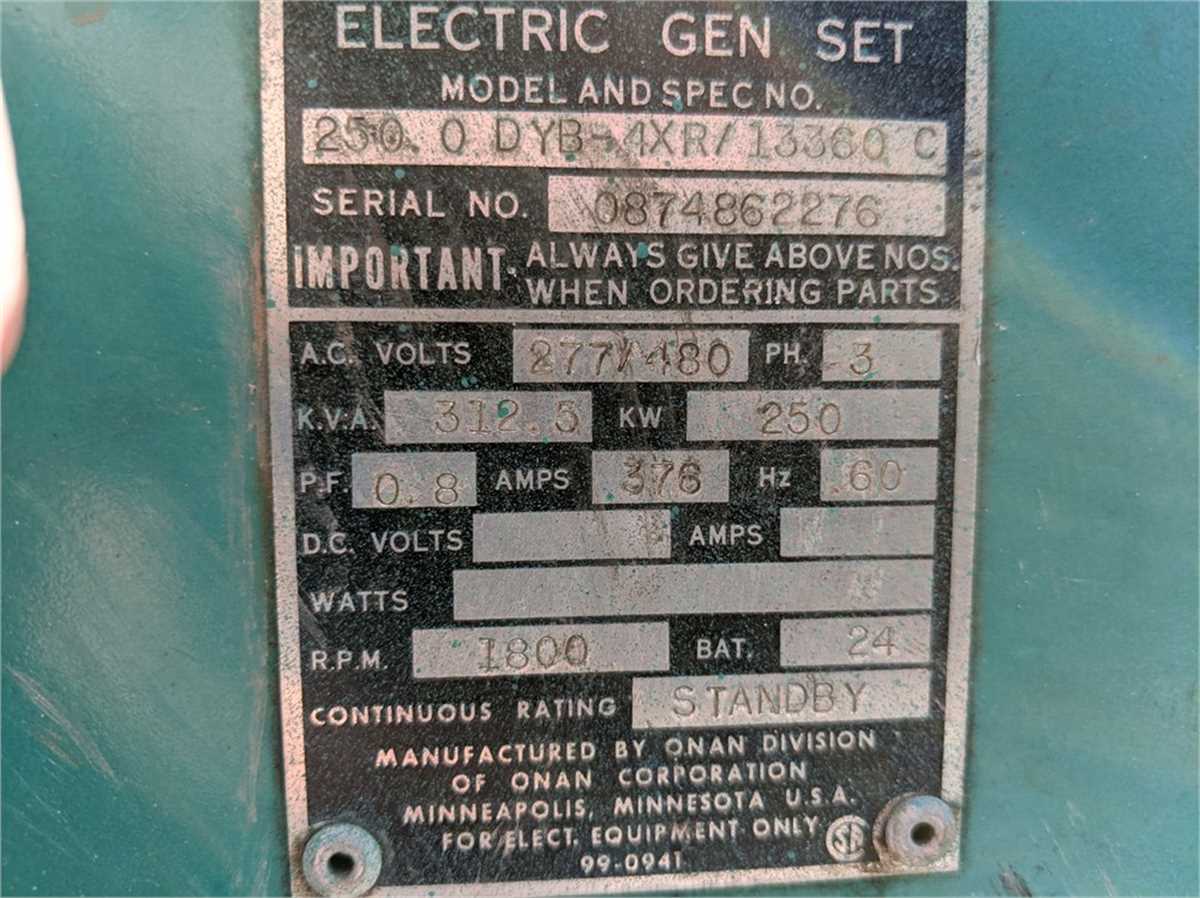 ELECTRIC GEN SET
MODEL AND SPEC NO.
250.0 DYB-4XR/13360 C
SERIAL NO. 0874862276
IMPORTANT. ALWAYS GIVE ABOVE NOS.
WHEN ORDERING PARTS
A.C. VOLTS 277/480 PH. 3
K.V.A. 312.5 KW 250
P.F. 0.8 AMPS 376 Hz 60
D.C. VOLTS AMPS
WATTS
R.P.M. 1800 BAT. 24
CONTINUOUS RATING STANDBY
MANUFACTURED BY ONAN DIVISION
OF ONAN CORPORATION
MINNEAPOLIS, MINNESOTA U.S.A.
FOR ELECT. EQUIPMENT ONLY SA
99-0941